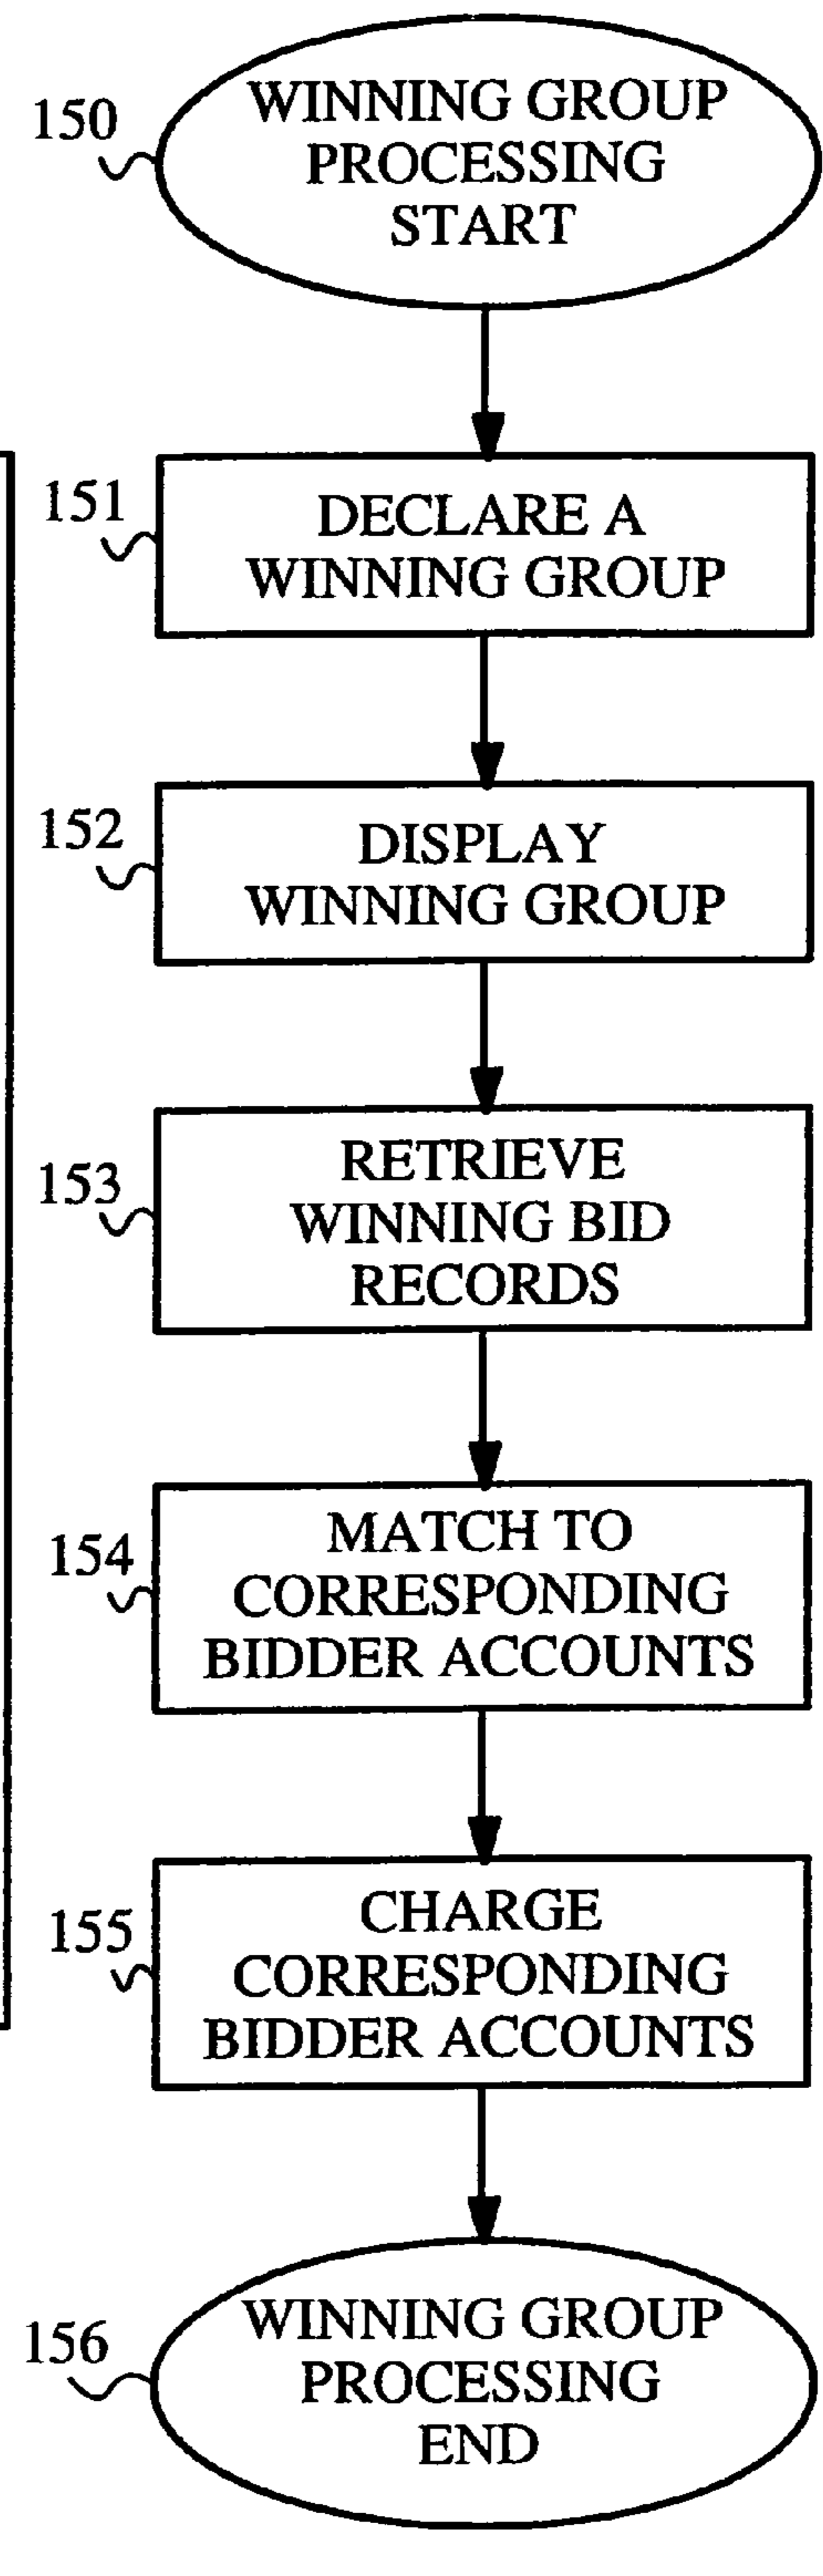 150
WINNING GROUP
PROCESSING
START
151
DECLARE A
WINNING GROUP
152
DISPLAY
WINNING GROUP
153
RETRIEVE
WINNING BID
RECORDS
154
MATCH TO
CORRESPONDING
BIDDER ACCOUNTS
155
CHARGE
CORRESPONDING
BIDDER ACCOUNTS
156
WINNING GROUP
PROCESSING
END